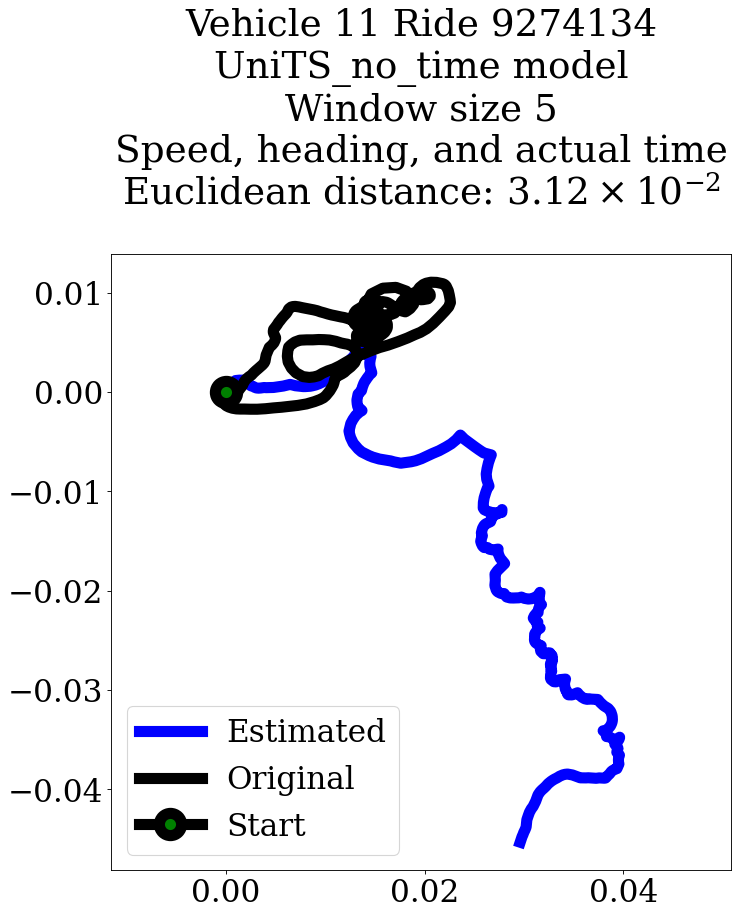 Vehicle 11 Ride 9274134
UniTS_no_time model
Window size 5
Speed, heading, and actual time
Euclidean distance: 3.12 × 10⁻²
0.01
0.00
−0.01
−0.02
−0.03
−0.04
Estimated
Original
Start
0.00 0.02 0.04